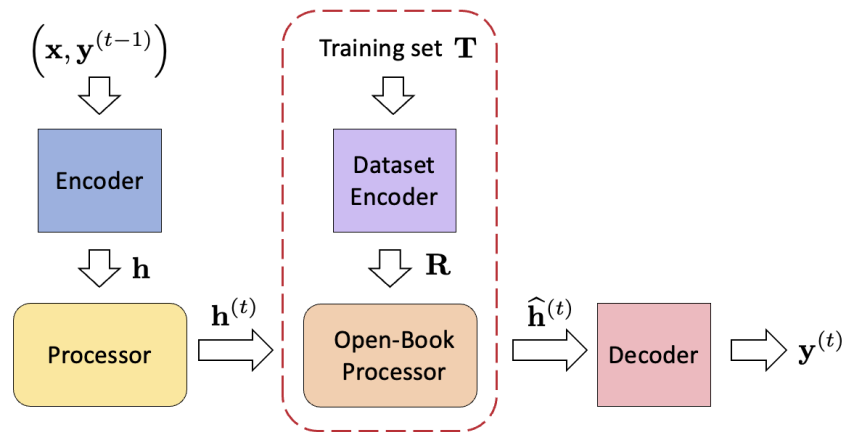 (x, y^(t−1))
Training set T
Encoder
Dataset
Encoder
h
R
Processor
h^(t)
Open-Book
Processor
ĥ^(t)
Decoder
y^(t)